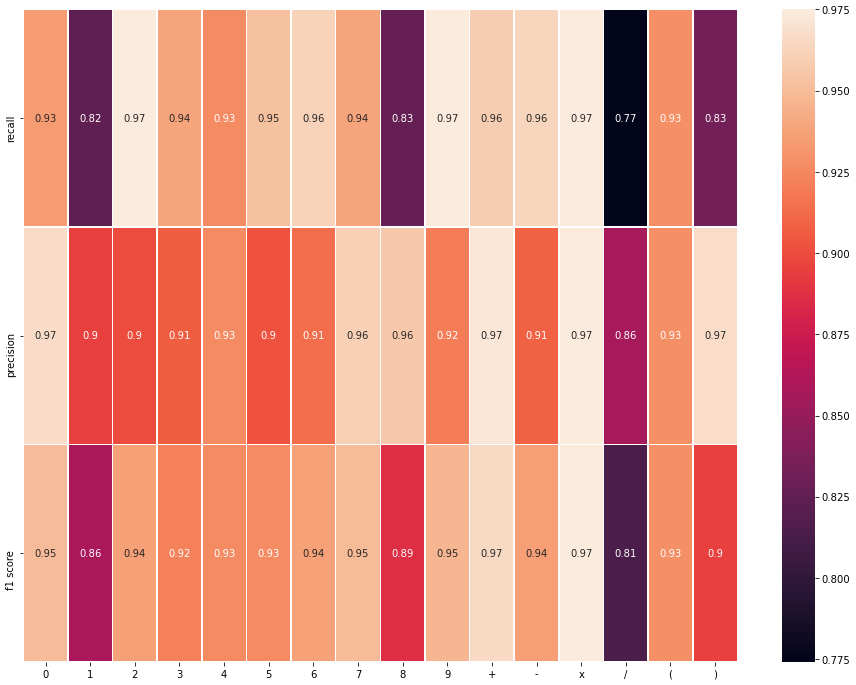 0.975
recall 0.93 0.82 0.97 0.94 0.93 0.95 0.96 0.94 0.83 0.97 0.96 0.96 0.97 0.77 0.93 0.83
0.950
0.925
0.900
precision 0.97 0.9 0.9 0.91 0.93 0.9 0.91 0.96 0.96 0.92 0.97 0.91 0.97 0.86 0.93 0.97
0.875
0.850
0.825
f1 score 0.95 0.86 0.94 0.92 0.93 0.93 0.94 0.95 0.89 0.95 0.97 0.94 0.97 0.81 0.93 0.9
0.800
0.775
0 1 2 3 4 5 6 7 8 9 + - x / ( )